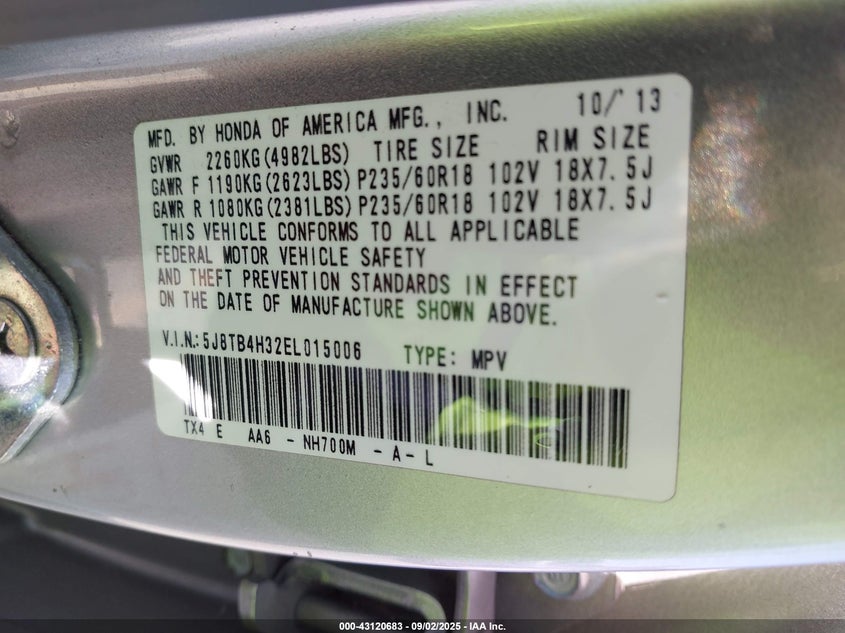 MFD. BY HONDA OF AMERICA MFG., INC. 10/'13
GVWR 2260KG(4982LBS) TIRE SIZE RIM SIZE
GAWR F 1190KG(2623LBS) P235/60R18 102V 18X7.5J
GAWR R 1080KG(2381LBS) P235/60R18 102V 18X7.5J
THIS VEHICLE CONFORMS TO ALL APPLICABLE
FEDERAL MOTOR VEHICLE SAFETY
AND THEFT PREVENTION STANDARDS IN EFFECT
ON THE DATE OF MANUFACTURE SHOWN ABOVE.
V.I.N.: 5J8TB4H32EL015006 TYPE: MPV
TX4 E AA6 - NH700M - A - L
000-43120683 - 09/02/2025 - IAA Inc.